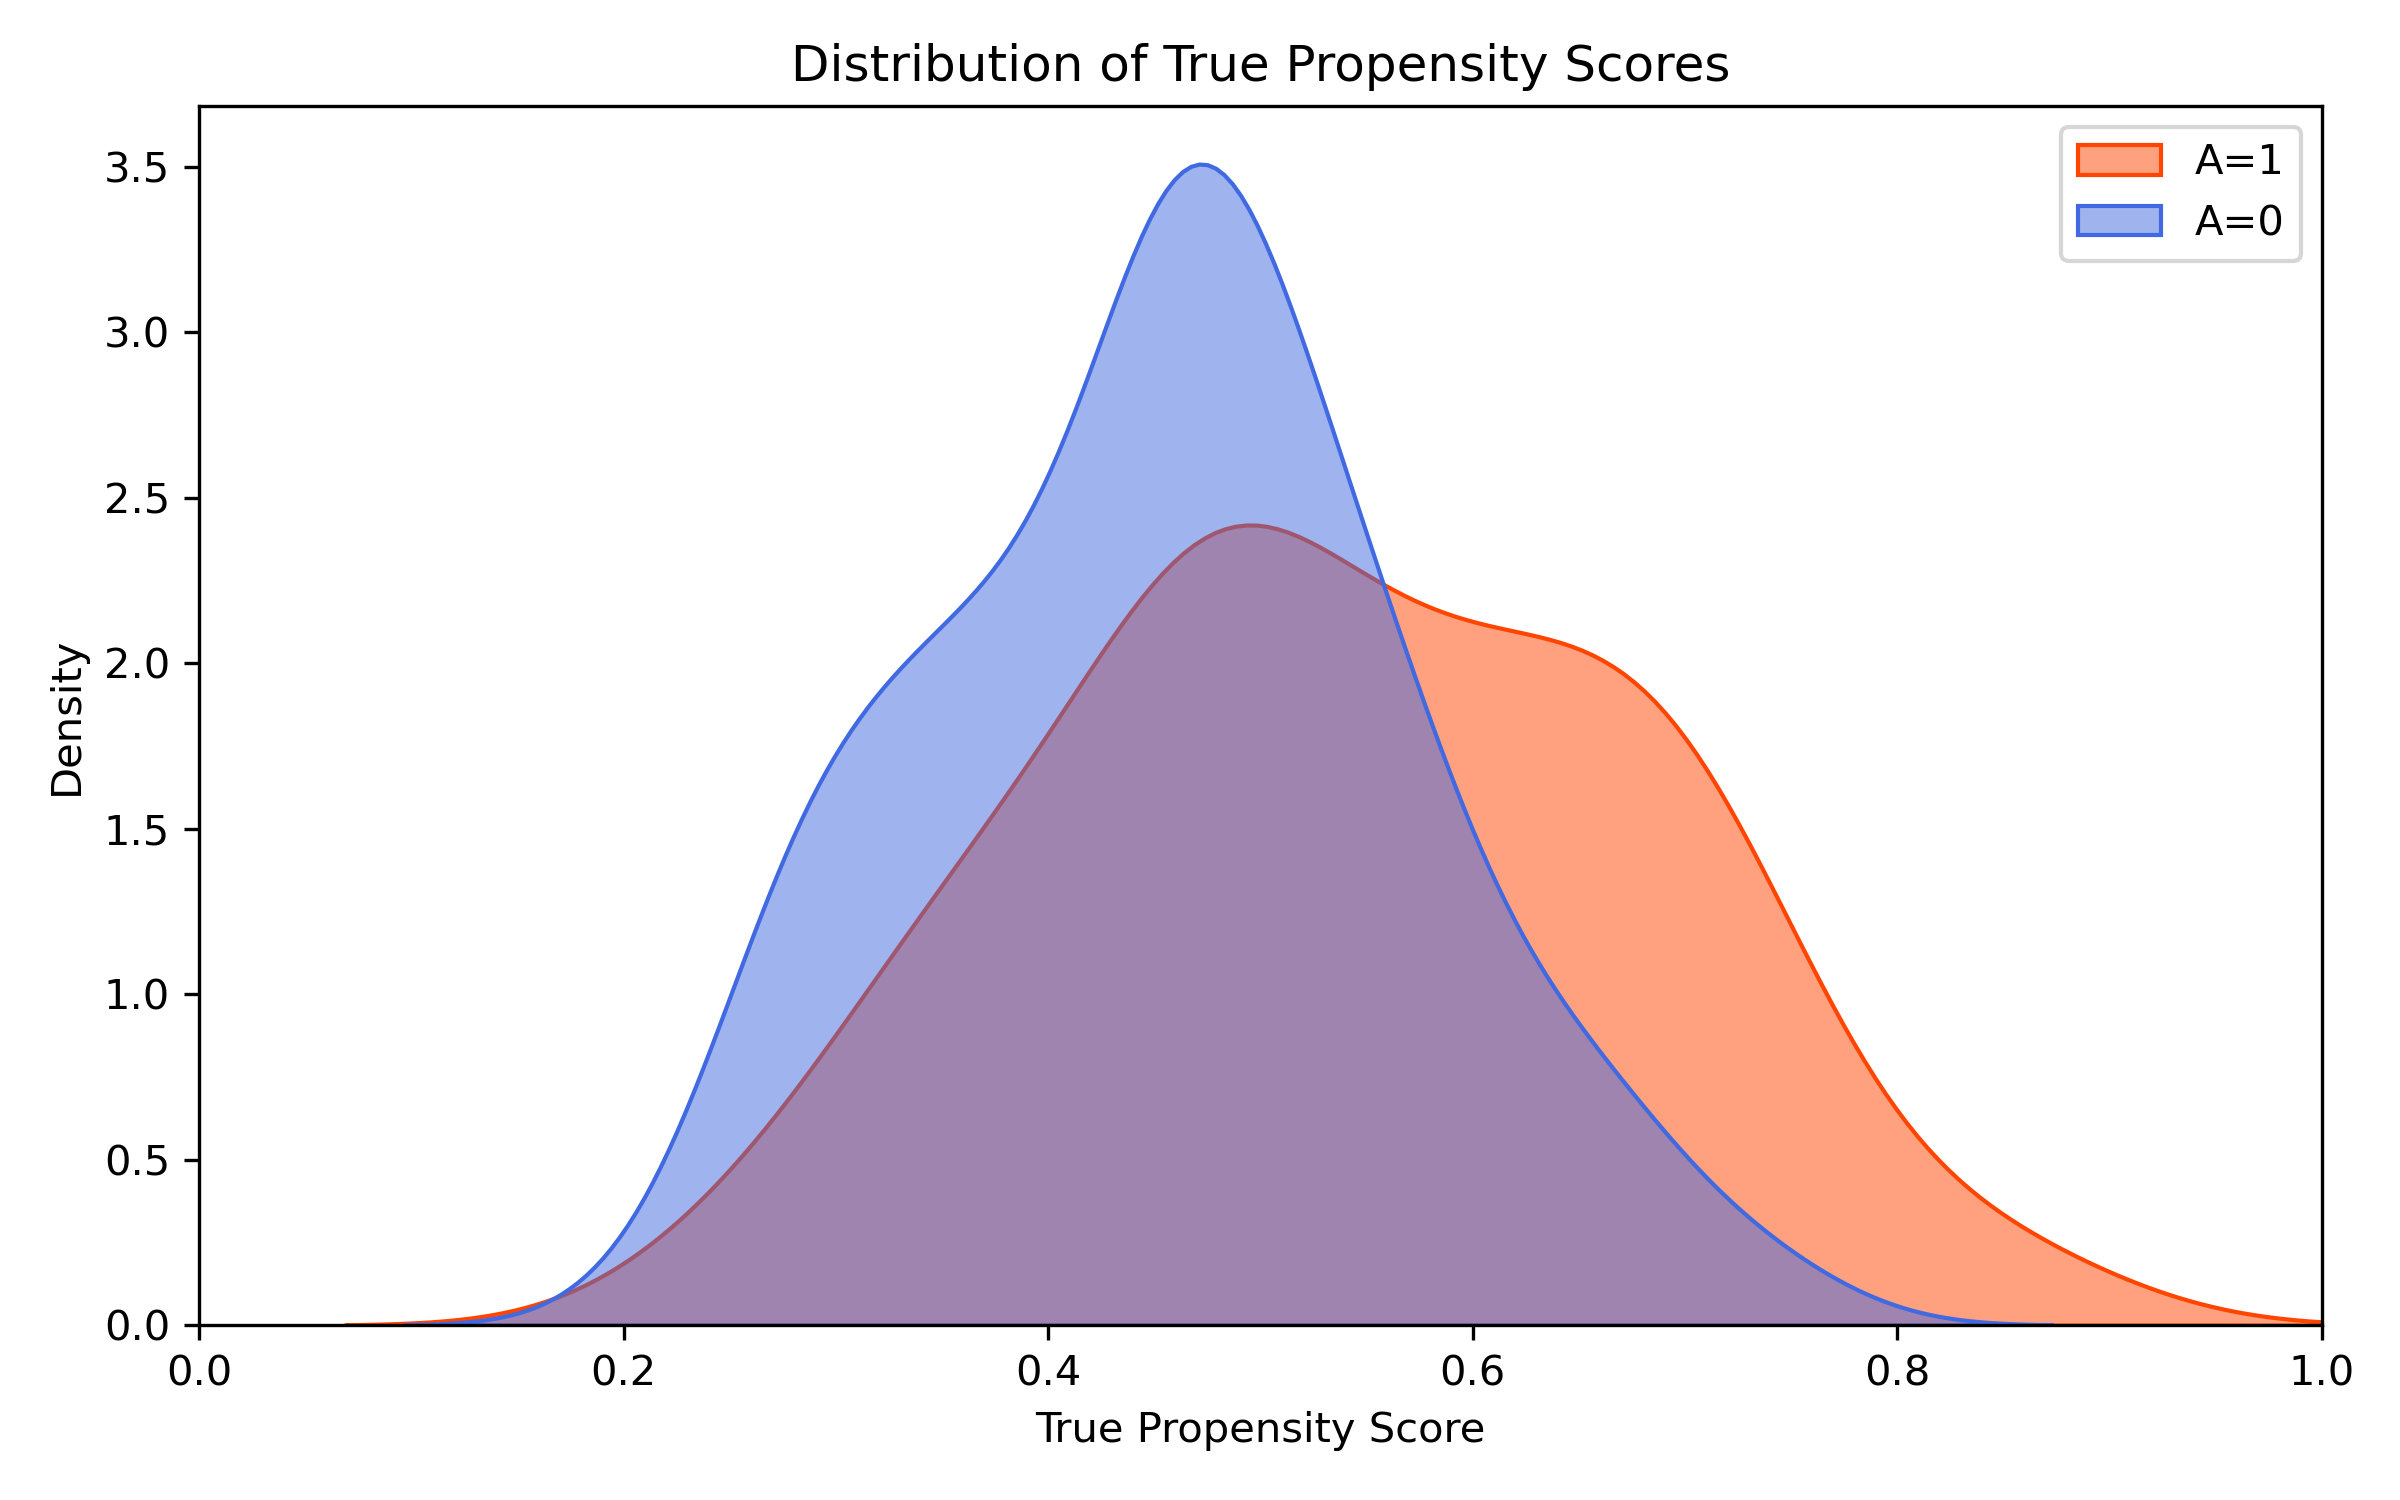 Distribution of True Propensity Scores
A=1
A=0
Density
3.5
3.0
2.5
2.0
1.5
1.0
0.5
0.0
0.0 0.2 0.4 0.6 0.8 1.0
True Propensity Score